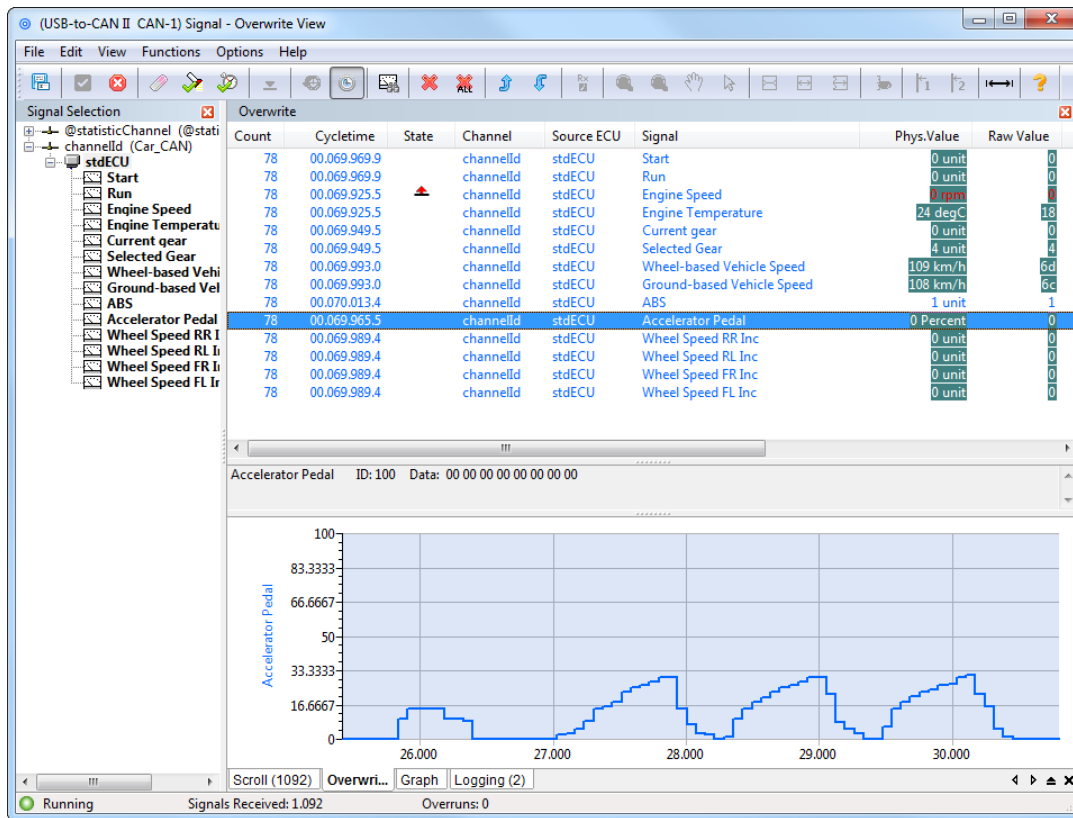 (USB-to-CAN II CAN-1) Signal - Overwrite View
File Edit View Functions Options Help
ALL Rx 1 2 ?
Signal Selection
@statisticChannel (@stati
channelId (Car_CAN)
stdECU
Start
Run
Engine Speed
Engine Temperatu
Current gear
Selected Gear
Wheel-based Vehi
Ground-based Vel
ABS
Accelerator Pedal
Wheel Speed RR I
Wheel Speed RL In
Wheel Speed FR In
Wheel Speed FL Ir
Overwrite
Count Cycletime State Channel Source ECU Signal Phys.Value Raw Value
78 00.069.969.9 channelId stdECU Start 0 unit 0
78 00.069.969.9 channelId stdECU Run 0 unit 0
78 00.069.925.5 channelId stdECU Engine Speed 0 rpm 0
78 00.069.925.5 channelId stdECU Engine Temperature 24 degC 18
78 00.069.949.5 channelId stdECU Current gear 0 unit 0
78 00.069.949.5 channelId stdECU Selected Gear 4 unit 4
78 00.069.993.0 channelId stdECU Wheel-based Vehicle Speed 109 km/h 6d
78 00.069.993.0 channelId stdECU Ground-based Vehicle Speed 108 km/h 6c
78 00.070.013.4 channelId stdECU ABS 1 unit 1
78 00.069.965.5 channelId stdECU Accelerator Pedal 0 Percent 0
78 00.069.989.4 channelId stdECU Wheel Speed RR Inc 0 unit 0
78 00.069.989.4 channelId stdECU Wheel Speed RL Inc 0 unit 0
78 00.069.989.4 channelId stdECU Wheel Speed FR Inc 0 unit 0
78 00.069.989.4 channelId stdECU Wheel Speed FL Inc 0 unit 0
Accelerator Pedal ID: 100 Data: 00 00 00 00 00 00 00 00
Accelerator Pedal
100
83.3333
66.6667
50
33.3333
16.6667
0
26.000 27.000 28.000 29.000 30.000
Scroll (1092) Overwri... Graph Logging (2)
Running Signals Received: 1.092 Overruns: 0